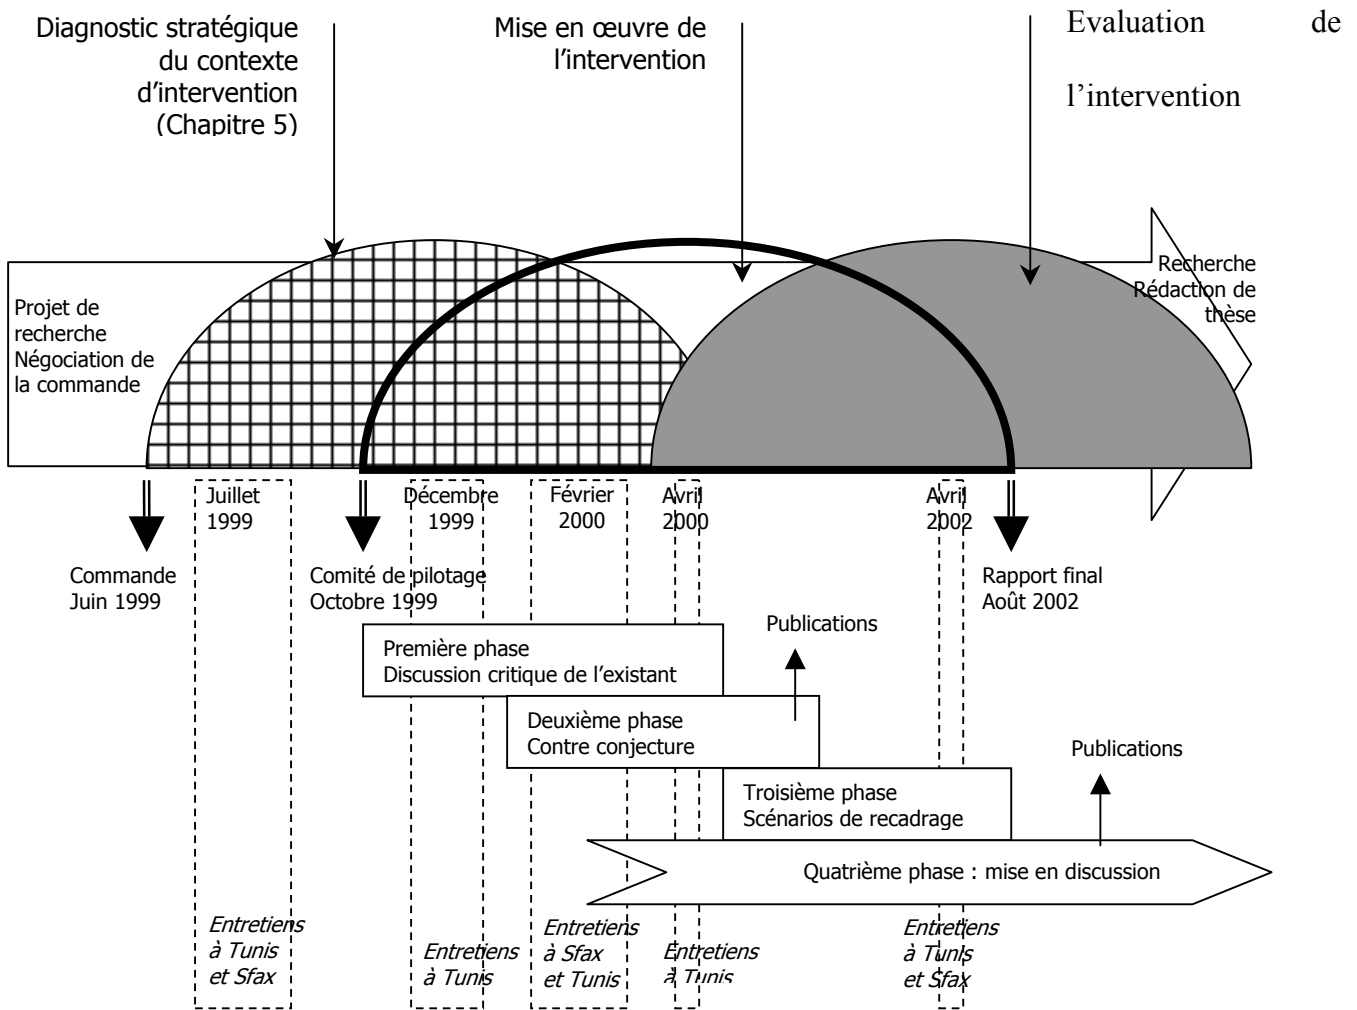 Diagnostic stratégique
du contexte
d’intervention
(Chapitre 5)
Mise en œuvre de
l’intervention
Evaluation de
l’intervention
Projet de
recherche
Négociation de
la commande
Recherche
Rédaction de
thèse
Juillet
1999
Décembre
1999
Février
2000
Avril
2000
Avril
2002
Commande
Juin 1999
Comité de pilotage
Octobre 1999
Rapport final
Août 2002
Publications
Première phase
Discussion critique de l’existant
Deuxième phase
Contre conjecture
Publications
Troisième phase
Scénarios de recadrage
Quatrième phase : mise en discussion
Entretiens
à Tunis
et Sfax
Entretiens
à Tunis
Entretiens
à Sfax
et Tunis
Entretiens
à Tunis
Entretiens
à Tunis
et Sfax